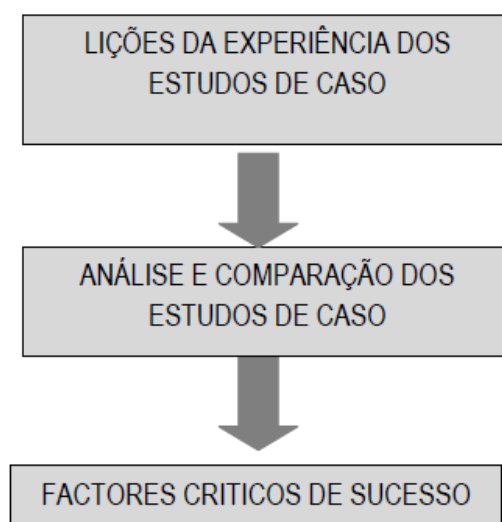 LIÇÕES DA EXPERIÊNCIA DOS
ESTUDOS DE CASO
ANÁLISE E COMPARAÇÃO DOS
ESTUDOS DE CASO
FACTORES CRITICOS DE SUCESSO